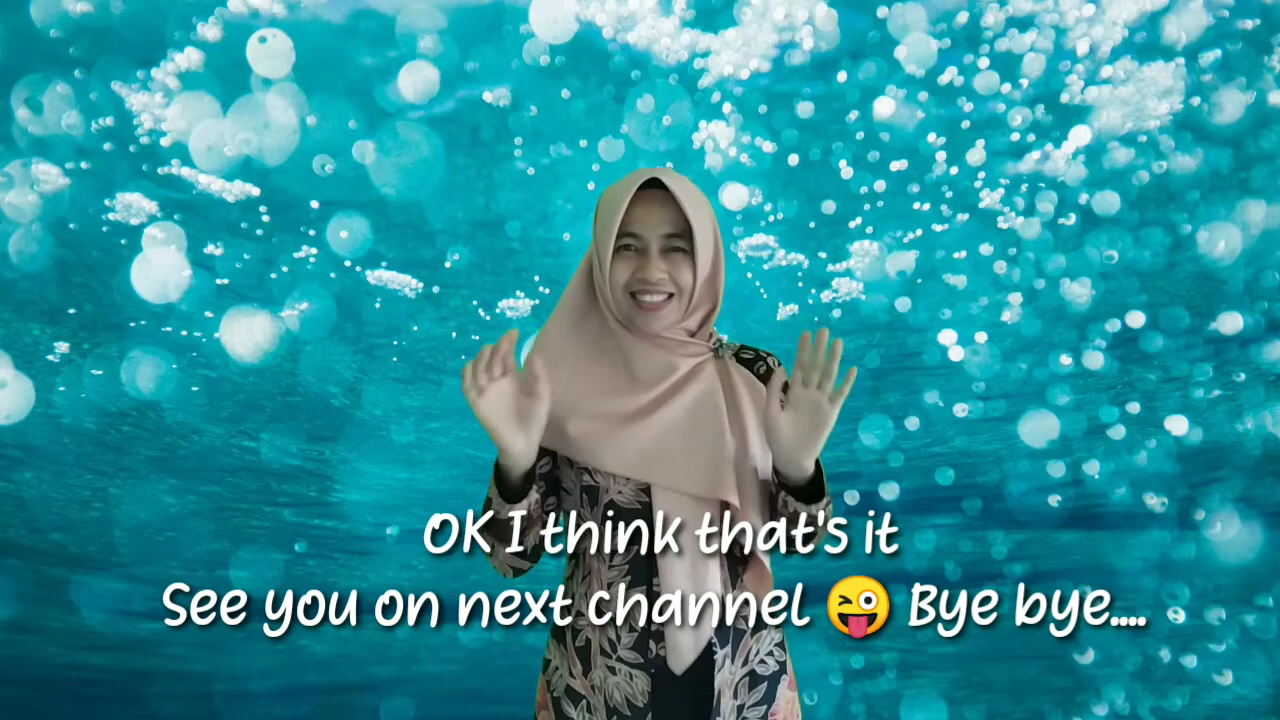 OK I think that's it
See you on next channel 😜 Bye bye....